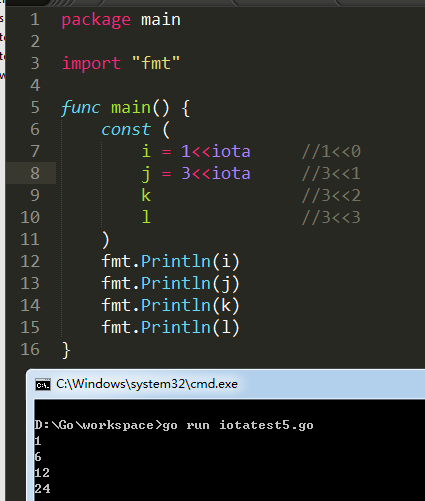 1 package main
2
3 import "fmt"
4
5 func main() {
6 const (
7 i = 1<<iota //1<<0
8 j = 3<<iota //3<<1
9 k //3<<2
10 l //3<<3
11 )
12 fmt.Println(i)
13 fmt.Println(j)
14 fmt.Println(k)
15 fmt.Println(l)
16 }
C:\Windows\system32\cmd.exe
D:\Go\workspace>go run iotatest5.go
1
6
12
24